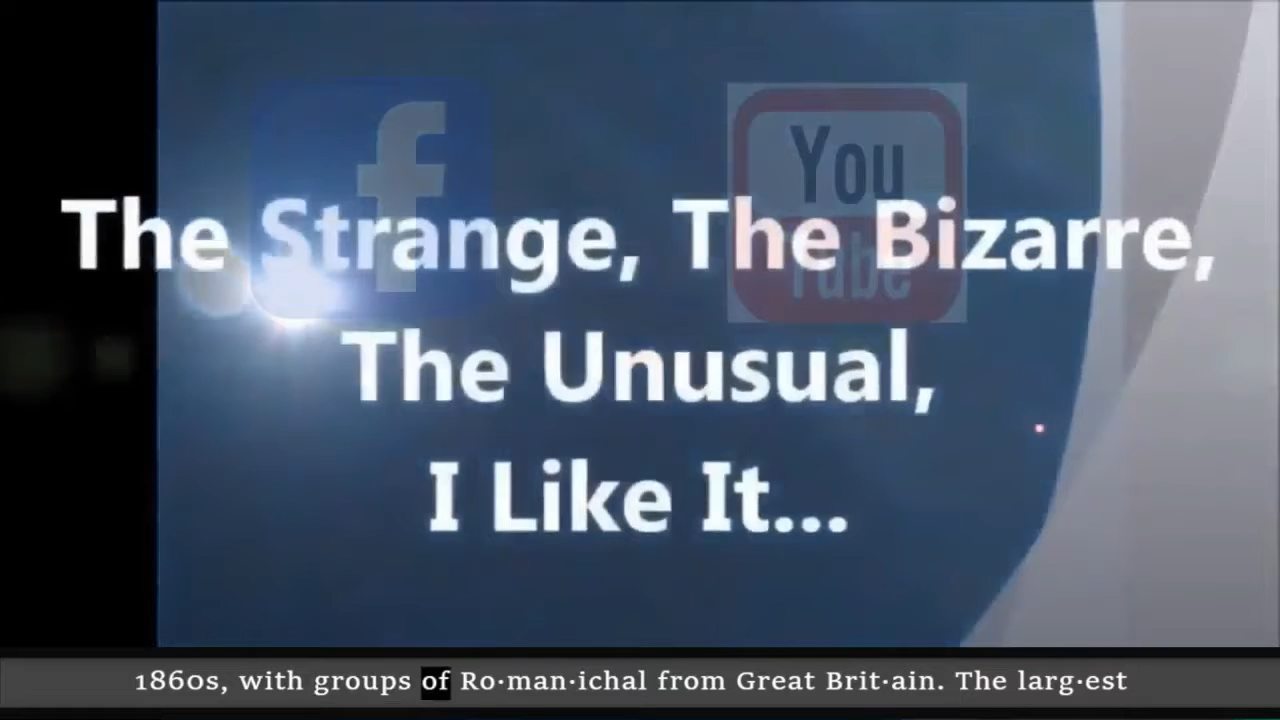 f
You
Tube
The Strange, The Bizarre,
The Unusual,
I Like It...
1860s, with groups of Ro·man·ichal from Great Brit·ain. The larg·est